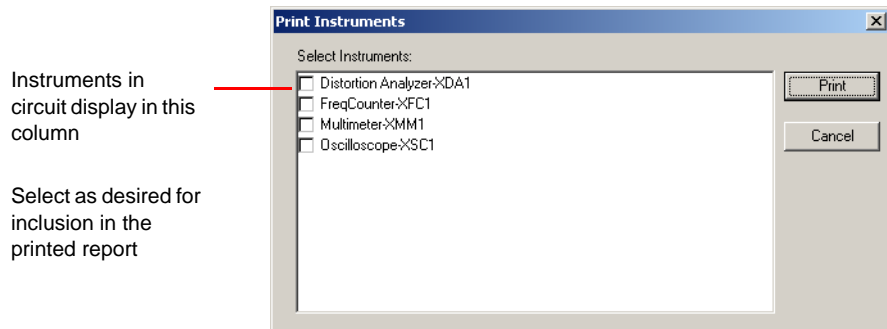 Print Instruments
Select Instruments:
Instruments in
circuit display in this
column
Distortion Analyzer-XDA1
FreqCounter-XFC1
Multimeter-XMM1
Oscilloscope-XSC1
Print
Cancel
Select as desired for
inclusion in the
printed report